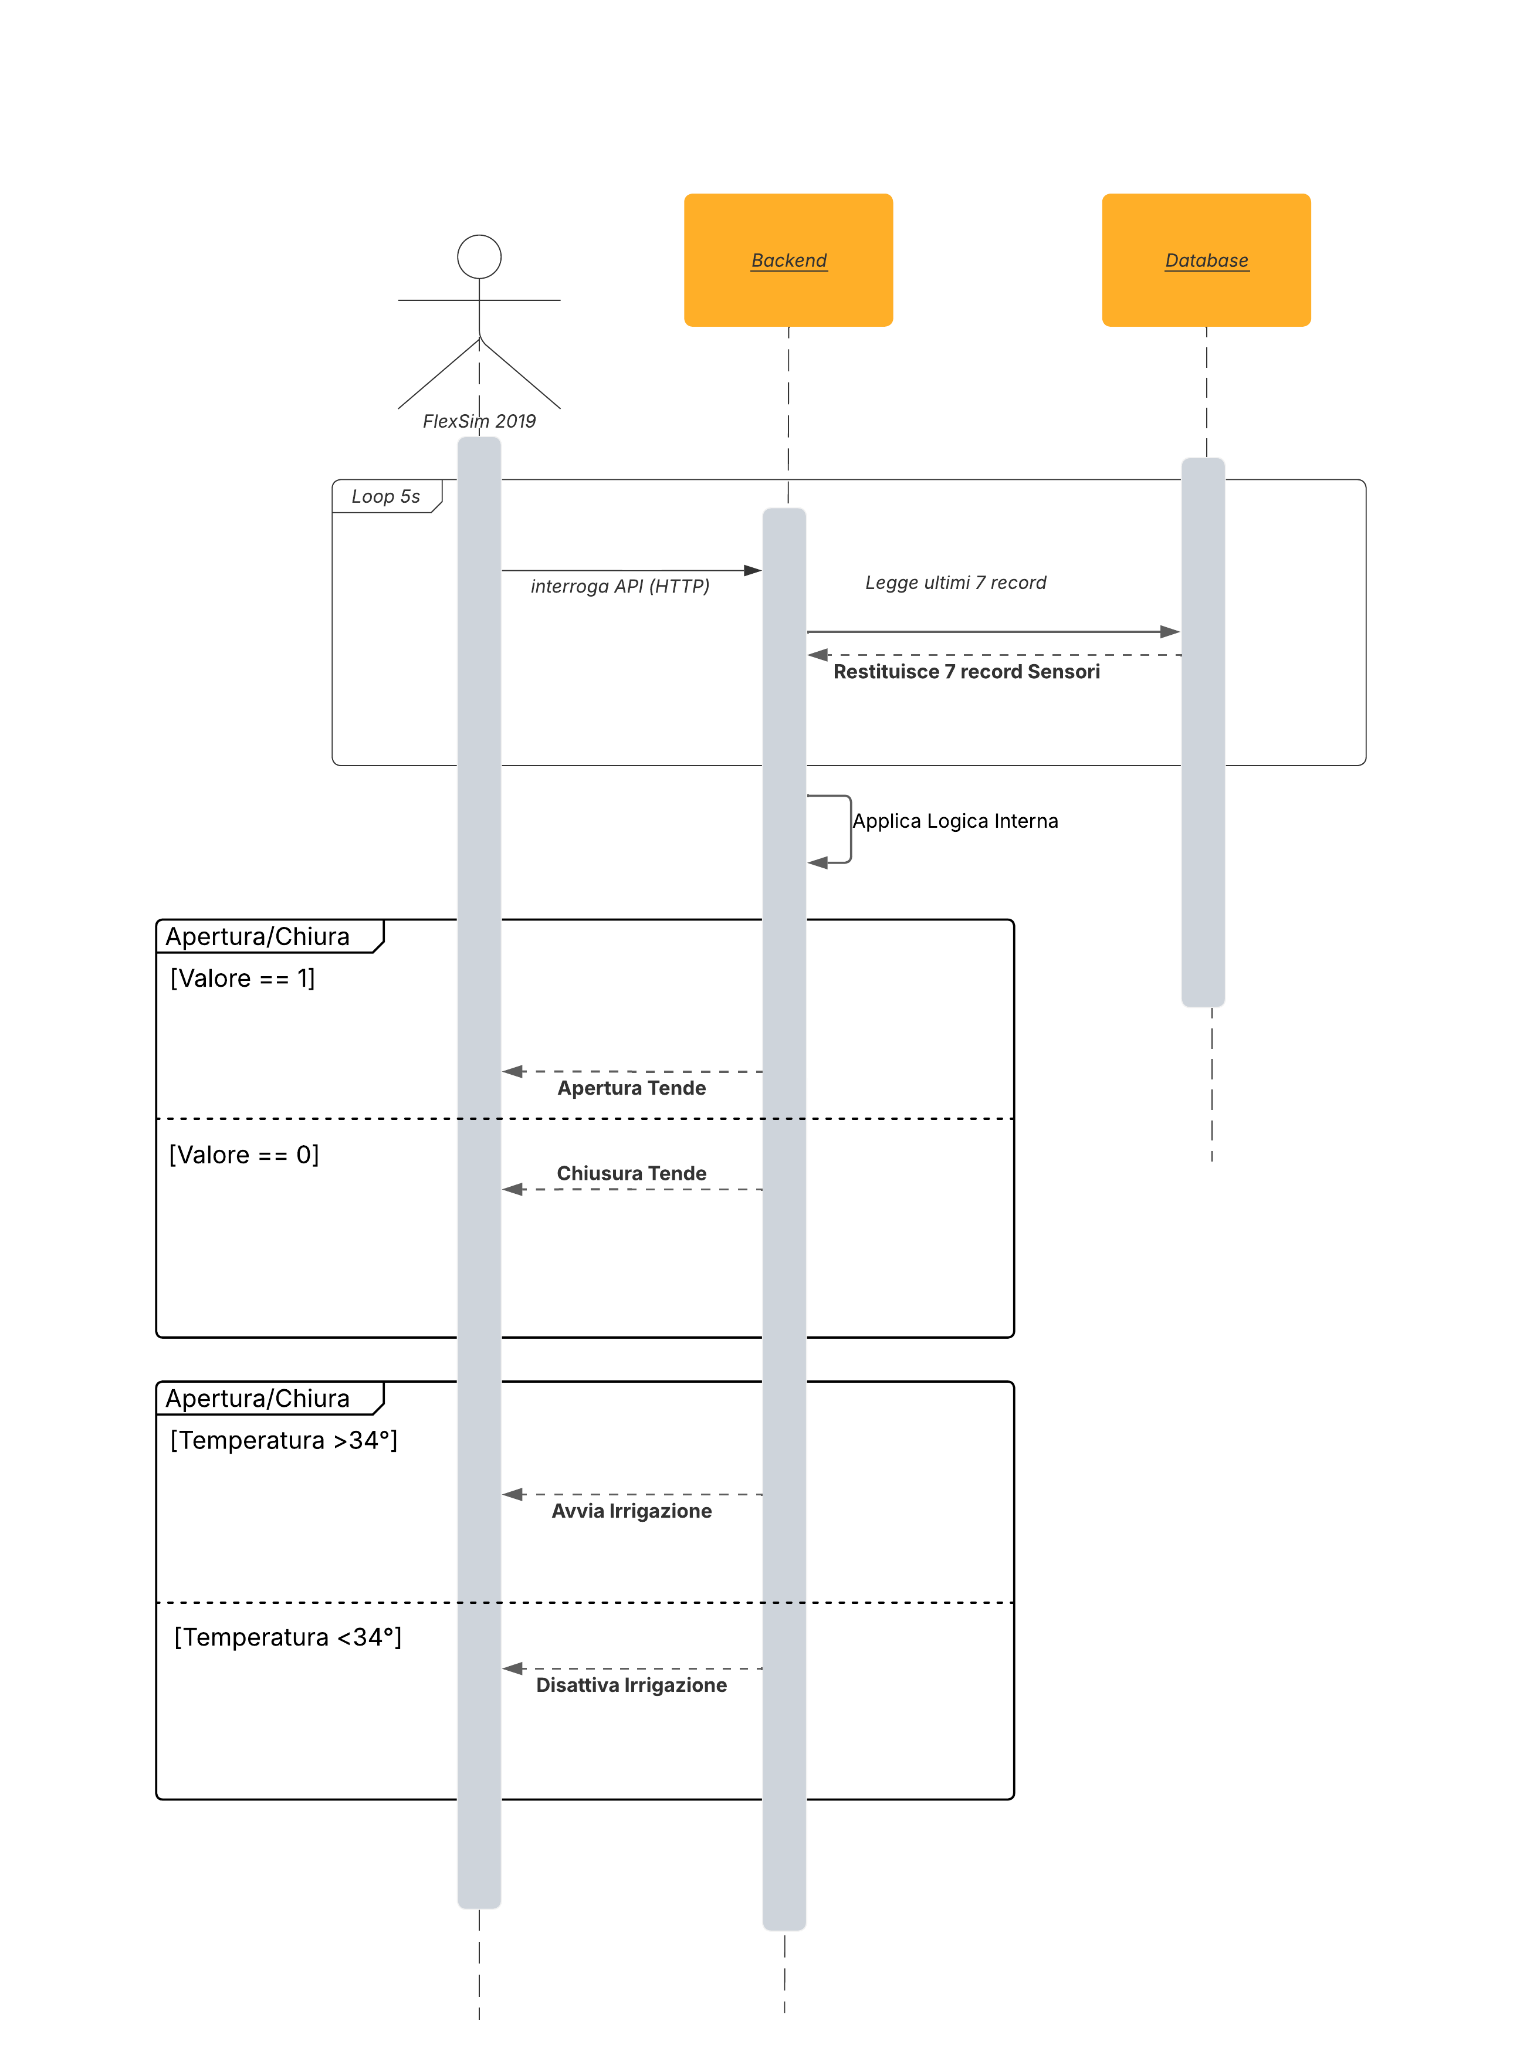 Backend
Database
FlexSim 2019
Loop 5s
interroga API (HTTP)
Legge ultimi 7 record
Restituisce 7 record Sensori
Applica Logica Interna
Apertura/Chiura
[Valore == 1]
Apertura Tende
[Valore == 0]
Chiusura Tende
Apertura/Chiura
[Temperatura >34°]
Avvia Irrigazione
[Temperatura <34°]
Disattiva Irrigazione